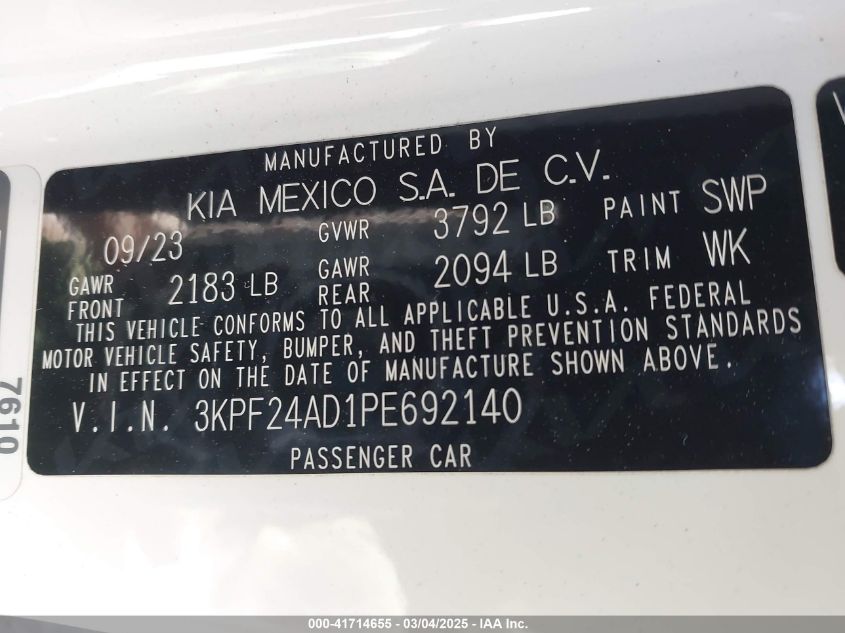 MANUFACTURED BY
KIA MEXICO S.A. DE C.V.
09/23 GVWR 3792 LB PAINT SWP
GAWR FRONT 2183 LB GAWR REAR 2094 LB TRIM WK
THIS VEHICLE CONFORMS TO ALL APPLICABLE U.S.A. FEDERAL
MOTOR VEHICLE SAFETY, BUMPER, AND THEFT PREVENTION STANDARDS
IN EFFECT ON THE DATE OF MANUFACTURE SHOWN ABOVE.
V.I.N. 3KPF24AD1PE692140
PASSENGER CAR
7610
000-41714655 - 03/04/2025 - IAA Inc.